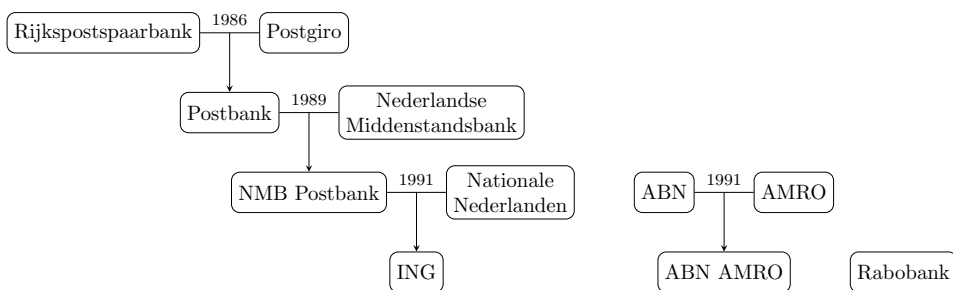 1986
Rijkspostspaarbank
Postgiro
1989
Postbank
Nederlandse
Middenstandsbank
1991
NMB Postbank
Nationale
Nederlanden
1991
ABN
AMRO
ING
ABN AMRO
Rabobank